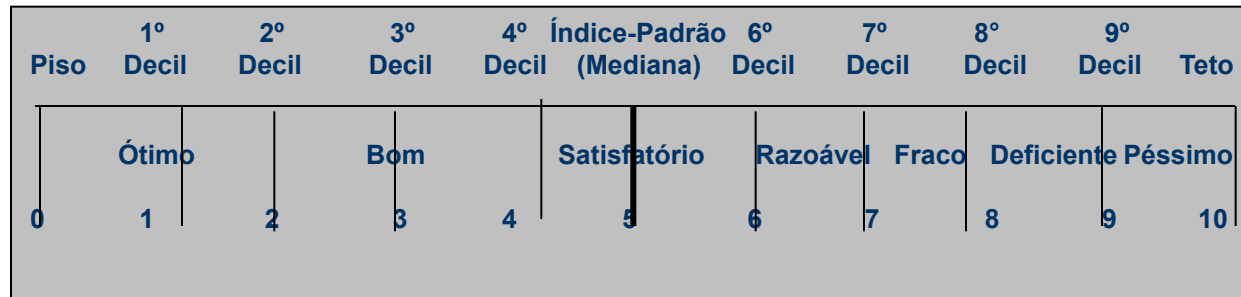 1º 2º 3º 4º Índice-Padrão 6º 7º 8° 9º
Piso Decil Decil Decil Decil (Mediana) Decil Decil Decil Decil Teto
Ótimo Bom Satisfatório Razoável Fraco Deficiente Péssimo
0 1 2 3 4 5 6 7 8 9 10